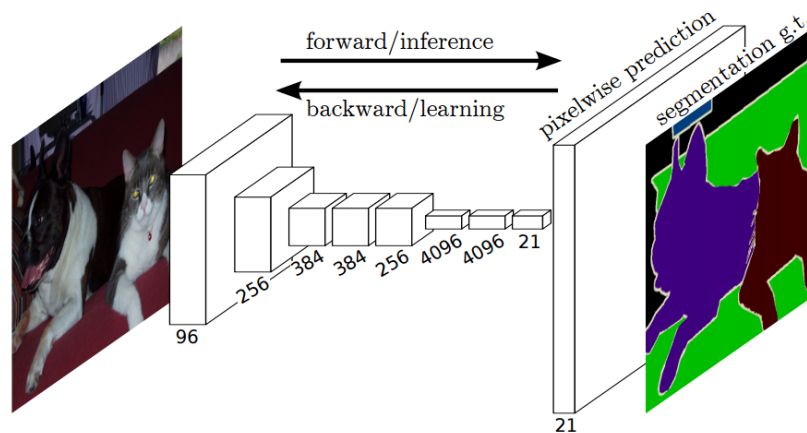 forward/inference
backward/learning
pixelwise prediction
segmentation g.t.
96
256
384
384
256
4096
4096
21
21